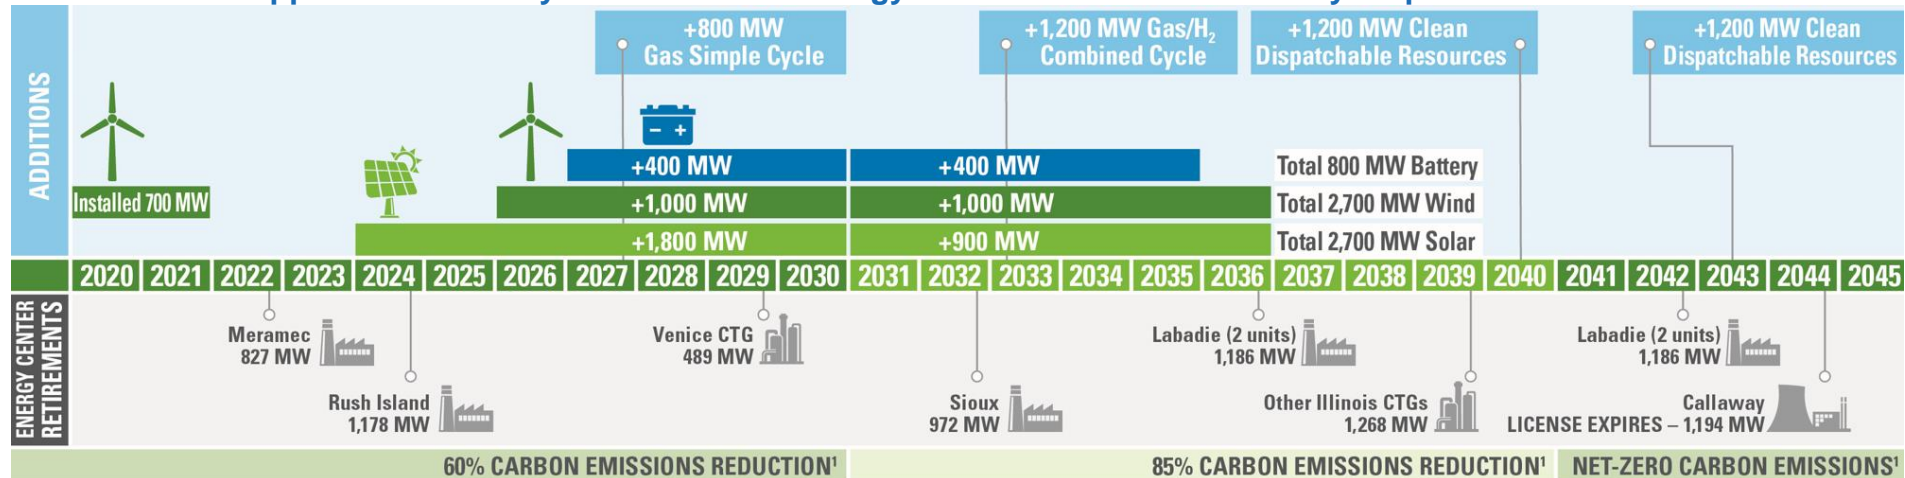 ADDITIONS
+800 MW
Gas Simple Cycle
+1,200 MW Gas/H₂
Combined Cycle
+1,200 MW Clean
Dispatchable Resources
+1,200 MW Clean
Dispatchable Resources
+400 MW
+400 MW
Total 800 MW Battery
Installed 700 MW
+1,000 MW
+1,000 MW
Total 2,700 MW Wind
+1,800 MW
+900 MW
Total 2,700 MW Solar
2020 2021 2022 2023 2024 2025 2026 2027 2028 2029 2030 2031 2032 2033 2034 2035 2036 2037 2038 2039 2040 2041 2042 2043 2044 2045
ENERGY CENTER
RETIREMENTS
Meramec
827 MW
Rush Island
1,178 MW
Venice CTG
489 MW
Sioux
972 MW
Labadie (2 units)
1,186 MW
Other Illinois CTGs
1,268 MW
Labadie (2 units)
1,186 MW
Callaway
LICENSE EXPIRES – 1,194 MW
60% CARBON EMISSIONS REDUCTION¹
85% CARBON EMISSIONS REDUCTION¹
NET-ZERO CARBON EMISSIONS¹